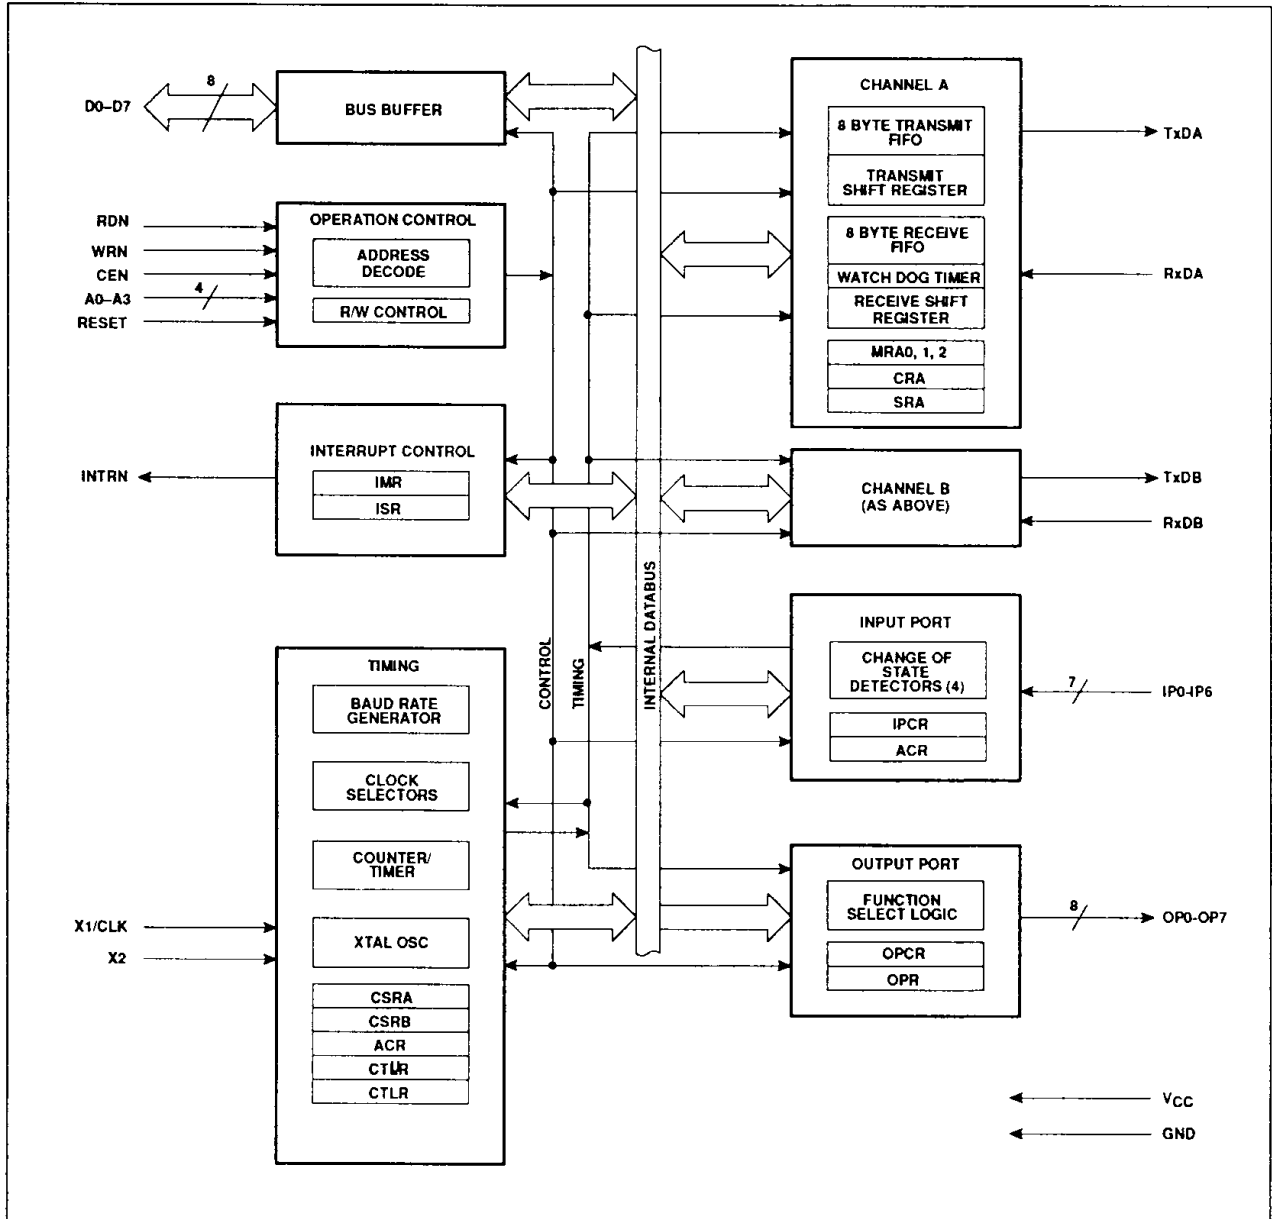 D0–D7
8
BUS BUFFER
RDN
WRN
CEN
A0–A3
4
RESET
OPERATION CONTROL
ADDRESS
DECODE
R/W CONTROL
INTRN
INTERRUPT CONTROL
IMR
ISR
TIMING
BAUD RATE
GENERATOR
CLOCK
SELECTORS
COUNTER/
TIMER
X1/CLK
X2
XTAL OSC
CSRA
CSRB
ACR
CTUR
CTLR
CONTROL
TIMING
INTERNAL DATABUS
CHANNEL A
8 BYTE TRANSMIT
FIFO
TRANSMIT
SHIFT REGISTER
8 BYTE RECEIVE
FIFO
WATCH DOG TIMER
RECEIVE SHIFT
REGISTER
MRA0, 1, 2
CRA
SRA
TxDA
RxDA
CHANNEL B
(AS ABOVE)
TxDB
RxDB
INPUT PORT
CHANGE OF
STATE
DETECTORS (4)
IPCR
ACR
7
IP0-IP6
OUTPUT PORT
FUNCTION
SELECT LOGIC
OPCR
OPR
8
OP0-OP7
VCC
GND